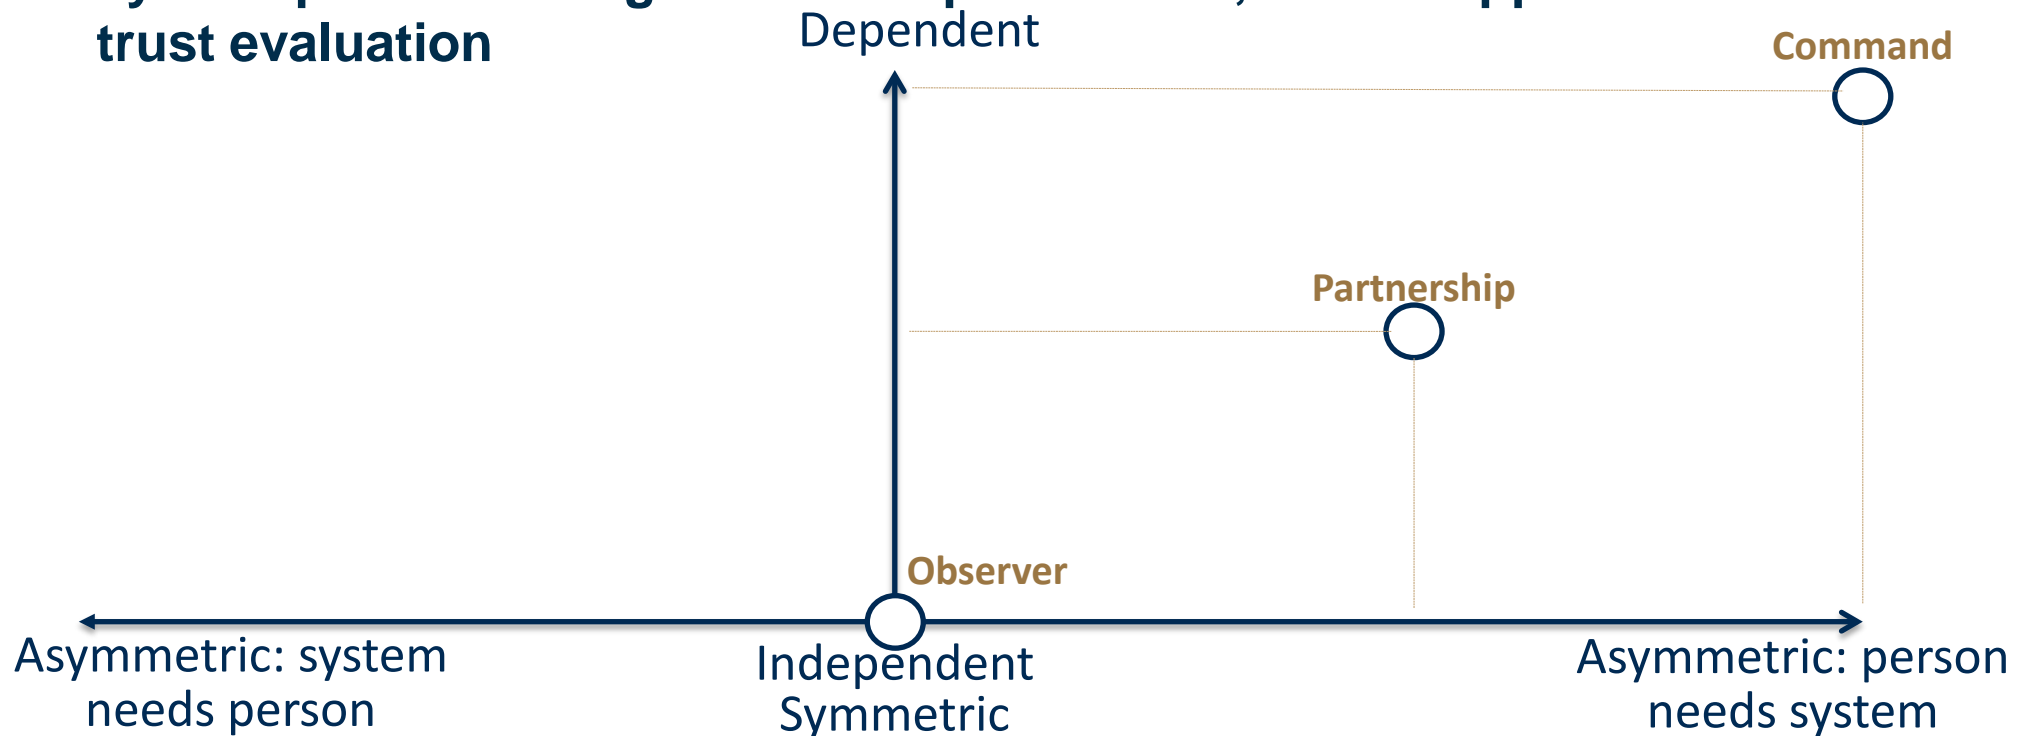 trust evaluation
Dependent
Command
Partnership
Observer
Asymmetric: system
needs person
Independent
Symmetric
Asymmetric: person
needs system